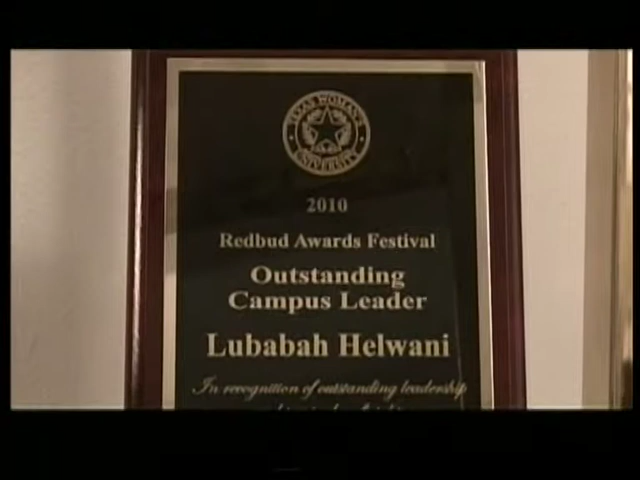 TEXAS WOMAN'S
UNIVERSITY
2010
Redbud Awards Festival
Outstanding
Campus Leader
Lubabah Helwani
In recognition of outstanding leadership